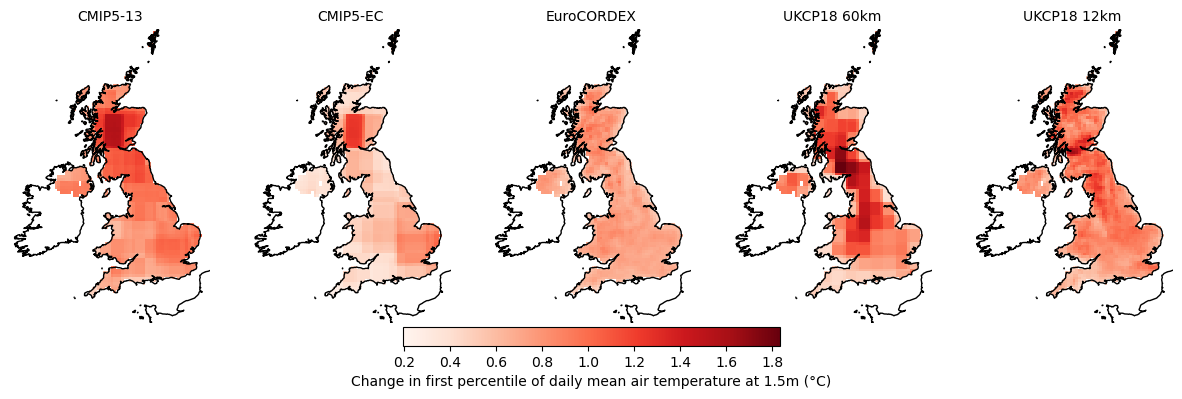 CMIP5-13
CMIP5-EC
EuroCORDEX
UKCP18 60km
UKCP18 12km
0.2 0.4 0.6 0.8 1.0 1.2 1.4 1.6 1.8
Change in first percentile of daily mean air temperature at 1.5m (°C)